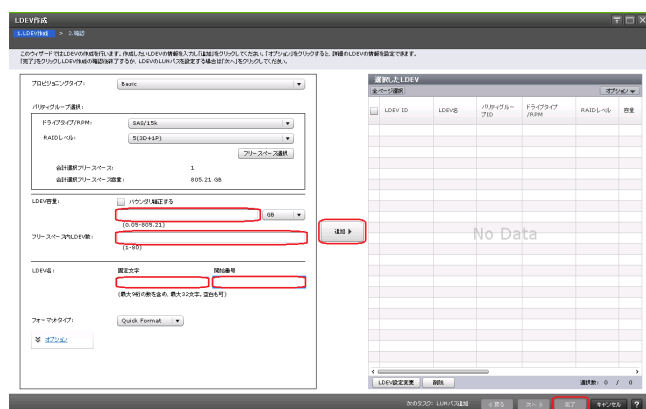 LDEV作成
1.LDEV作成 > 2.確認
このウィザードではLDEVの作成を行います。作成したいLDEVの情報を入力し「追加」をクリックしてください。「オプション」をクリックすると、詳細のLDEVの情報を設定できます。
「完了」をクリックしLDEV作成の確認後終了するか、LDEVのLUNパスを設定する場合は「次へ」をクリックしてください。
プロビジョニングタイプ: Basic
パリティグループ選択:
ドライブタイプ/RPM: SAS/15k
RAIDレベル: 5(3D+1P)
フリースペース選択
合計選択フリースペース: 1
合計選択フリースペース容量: 805.21 GB
LDEV容量: バウンダリ補正する
GB
(0.05-805.21)
フリースペース内LDEV数:
(1-80)
LDEV名: 固定文字 開始番号
(最大9桁の数を含め、最大32文字、空白も可)
フォーマットタイプ: Quick Format
オプション
追加
選択したLDEV
全ページ選択: オプション
LDEV ID LDEV名 パリティグループID ドライブタイプ/RPM RAIDレベル 容量
No Data
LDEV設定変更 削除 選択数: 0 / 0
次のタスク: LUNパス追加 戻る 次へ 完了 キャンセル ?